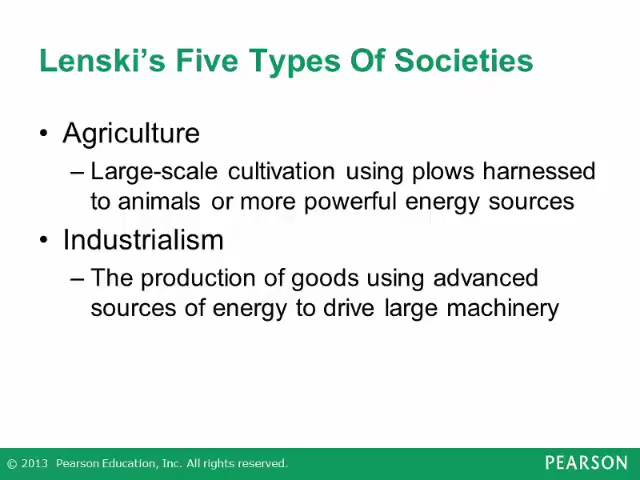 Lenski's Five Types Of Societies
• Agriculture
– Large-scale cultivation using plows harnessed
to animals or more powerful energy sources
• Industrialism
– The production of goods using advanced
sources of energy to drive large machinery
© 2013 Pearson Education, Inc. All rights reserved.
PEARSON